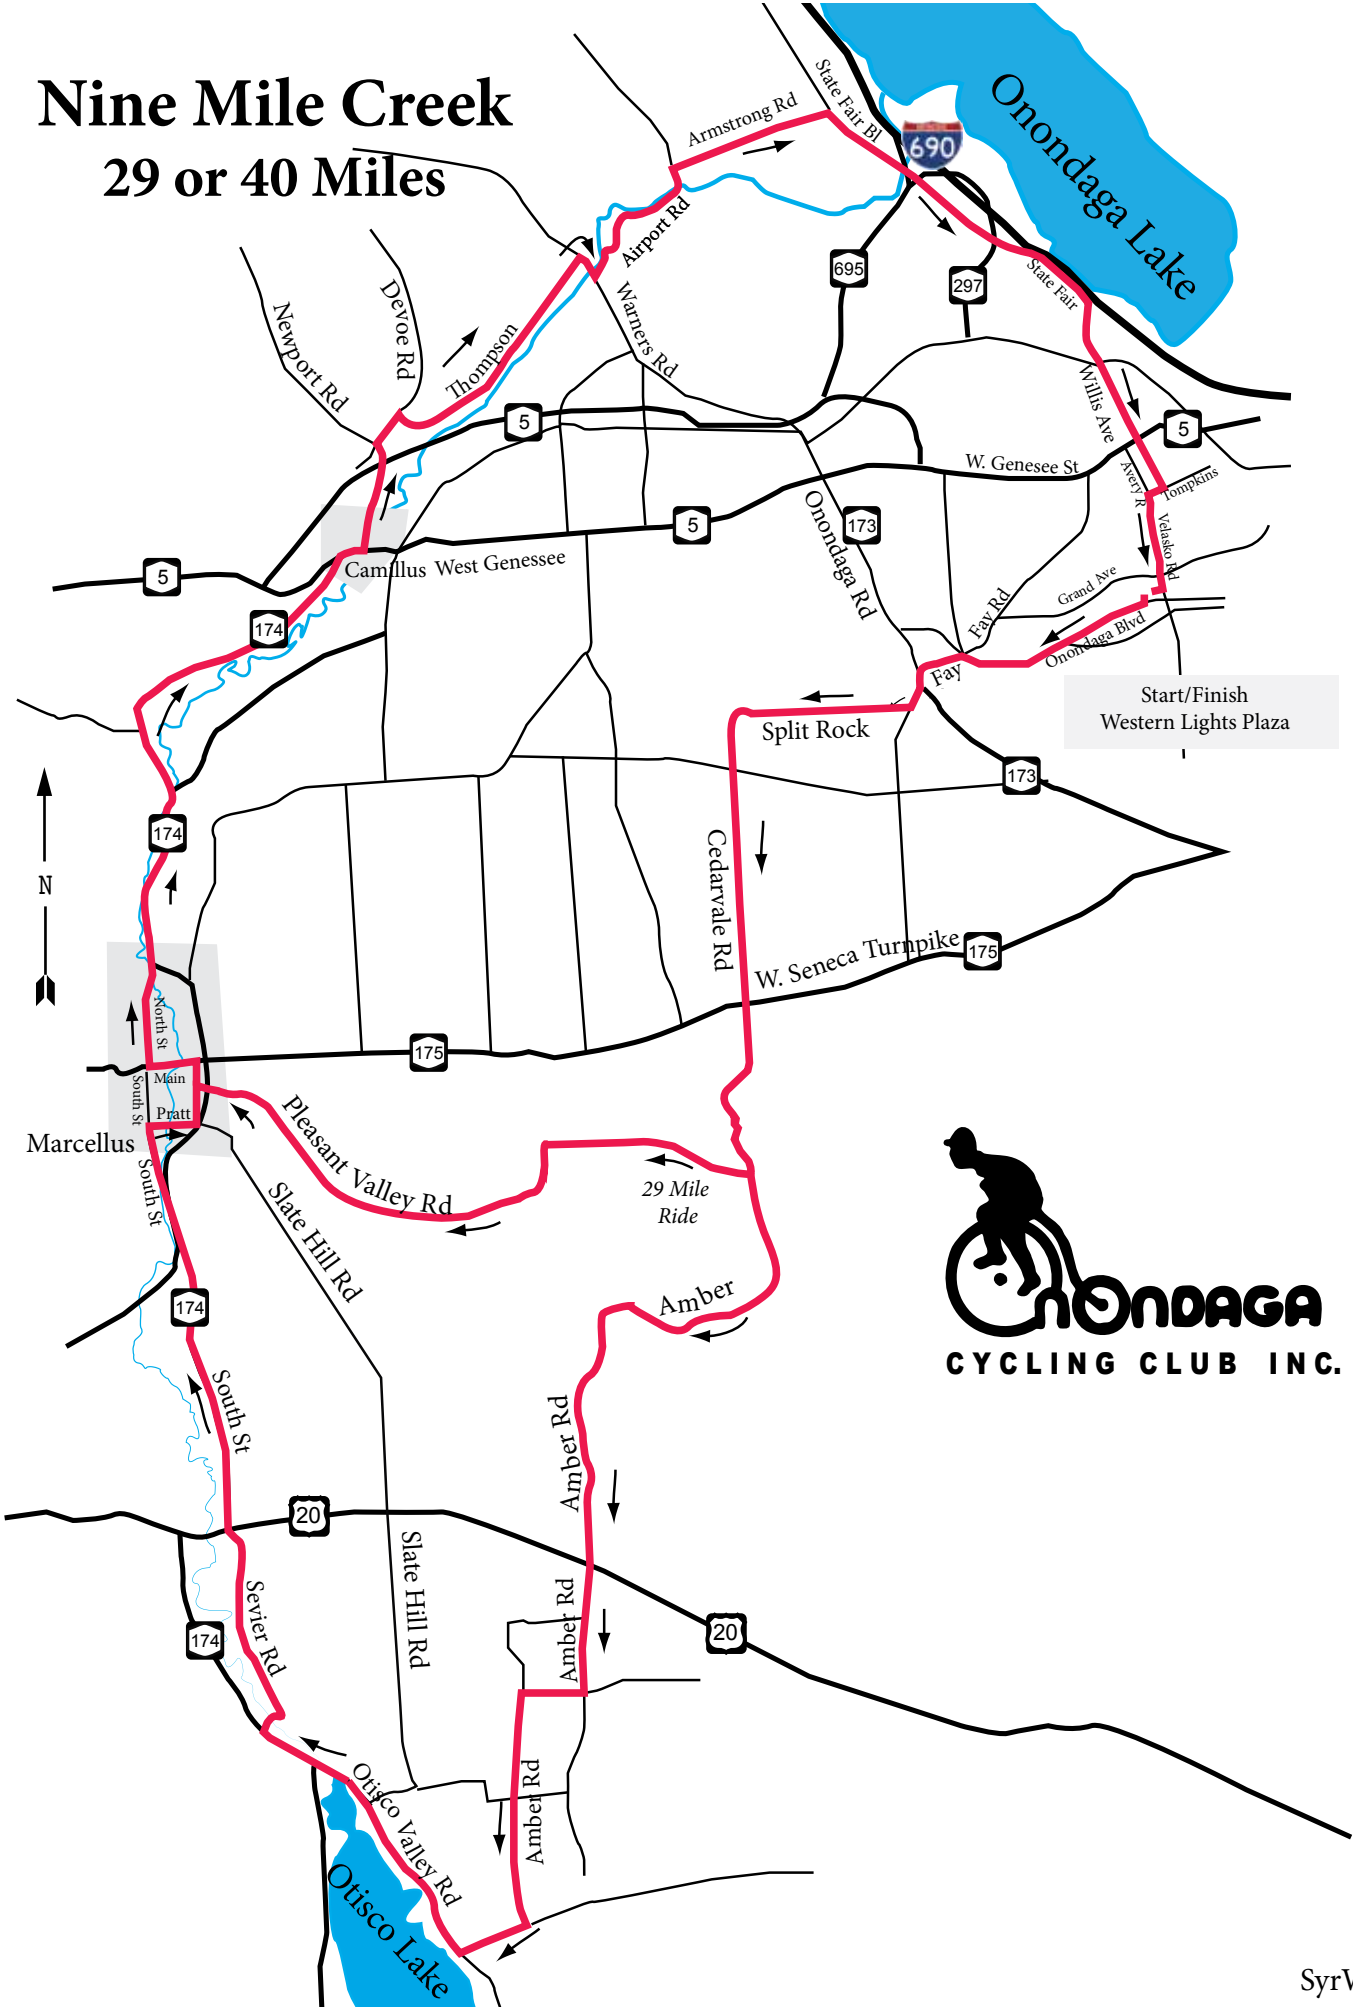 Nine Mile Creek
29 or 40 Miles
Onondaga Lake
State Fair Bl
Armstrong Rd
690
Airport Rd
695
297
State Fair
Devoe Rd
Newport Rd
Thompson
Warners Rd
Willis Ave
5
5
W. Genesee St
Avery R
Tompkins
Velasko Rd
Onondaga Rd
173
5
5
Camillus
West Genessee
Grand Ave
Fay Rd
174
Onondaga Blvd
Fay
Start/Finish
Western Lights Plaza
Split Rock
173
174
N
Cedarvale Rd
W. Seneca Turnpike
175
North St
175
Main
South St
Pratt
Marcellus
Pleasant Valley Rd
29 Mile
Ride
South St
Slate Hill Rd
Amber
174
ONONDAGA
CYCLING CLUB INC.
South St
Amber Rd
20
Slate Hill Rd
Amber Rd
Sevier Rd
174
20
Otisco Valley Rd
Amber Rd
Otisco Lake